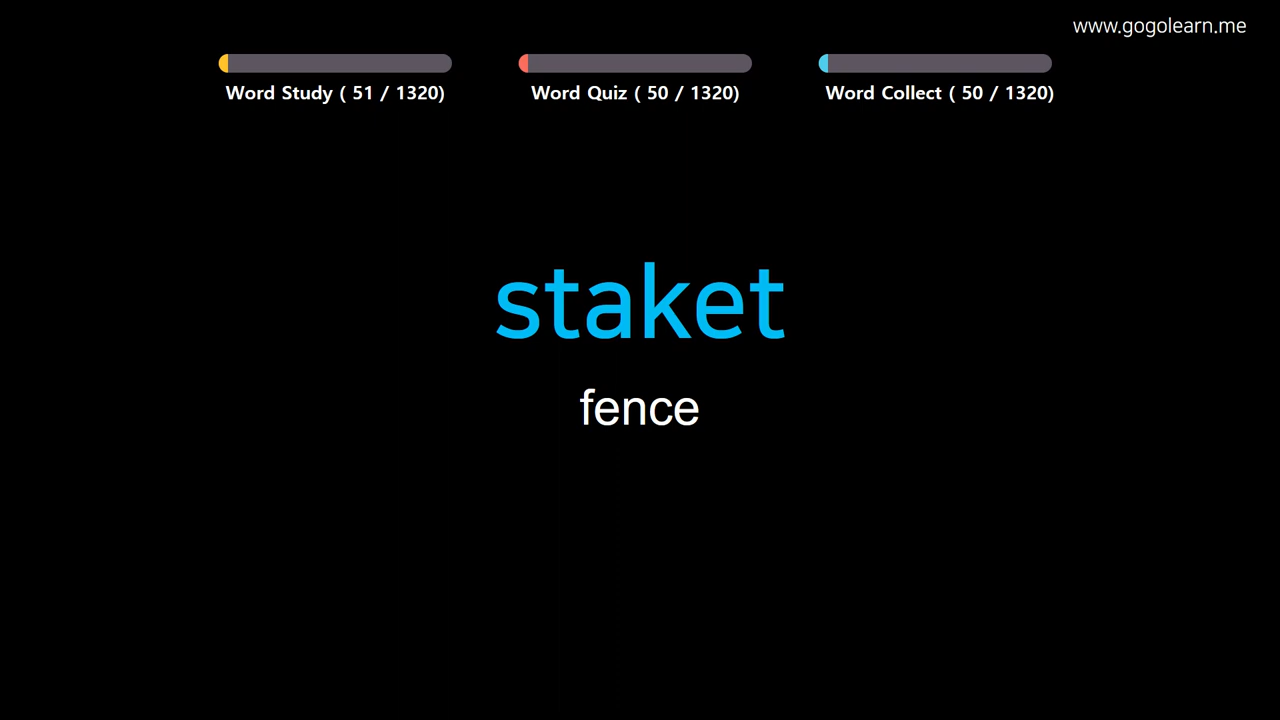 www.gogolearn.me
Word Study ( 51 / 1320)
Word Quiz ( 50 / 1320)
Word Collect ( 50 / 1320)
staket
fence